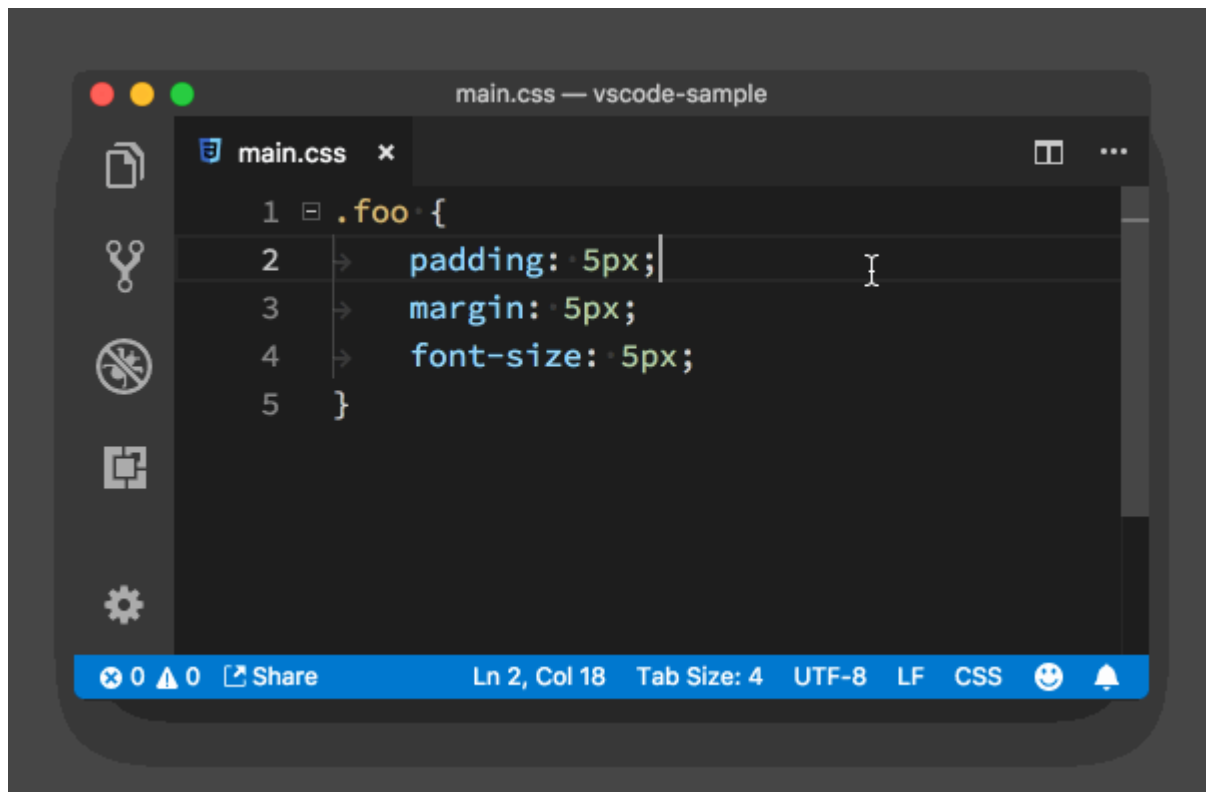 main.css — vscode-sample
main.css ×
1 .foo {
2 padding: 5px;
3 margin: 5px;
4 font-size: 5px;
5 }
0 0 Share Ln 2, Col 18 Tab Size: 4 UTF-8 LF CSS